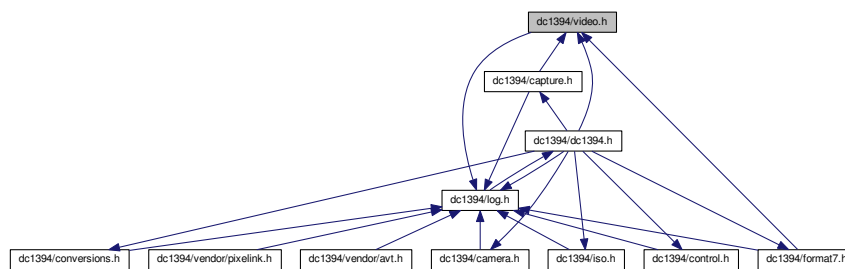 dc1394/video.h
dc1394/capture.h
dc1394/dc1394.h
dc1394/log.h
dc1394/conversions.h
dc1394/vendor/pixelink.h
dc1394/vendor/avt.h
dc1394/camera.h
dc1394/iso.h
dc1394/control.h
dc1394/format7.h